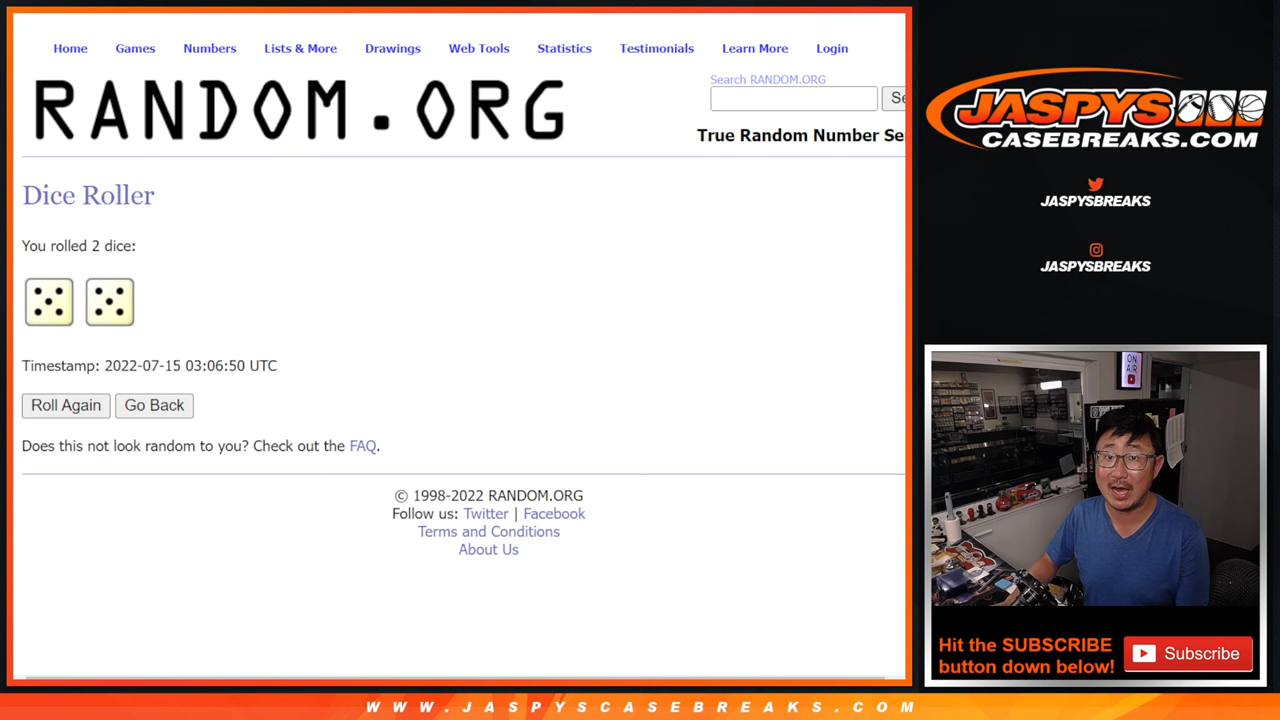 Home Games Numbers Lists & More Drawings Web Tools Statistics Testimonials Learn More Login
RANDOM.ORG
Search RANDOM.ORG
Se
True Random Number Se
Dice Roller
You rolled 2 dice:
Timestamp: 2022-07-15 03:06:50 UTC
Roll Again Go Back
Does this not look random to you? Check out the FAQ.
© 1998-2022 RANDOM.ORG
Follow us: Twitter | Facebook
Terms and Conditions
About Us
JASPYS
CASEBREAKS.COM
JASPYSBREAKS
JASPYSBREAKS
ON
AIR
Hit the SUBSCRIBE
button down below!
Subscribe
WWW.JASPYSCASEBREAKS.COM